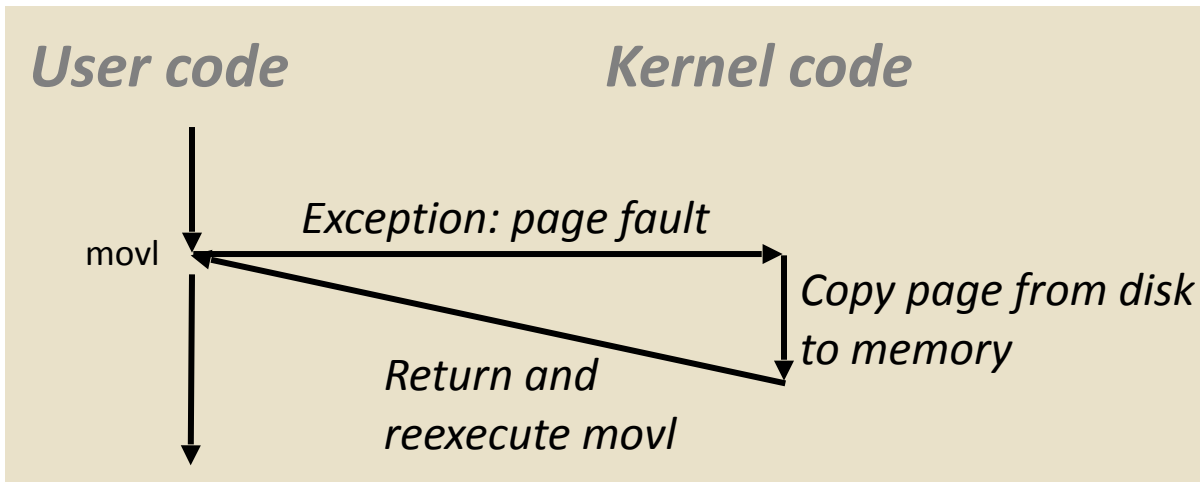 User code
Kernel code
Exception: page fault
movl
Copy page from disk
to memory
Return and
reexecute movl